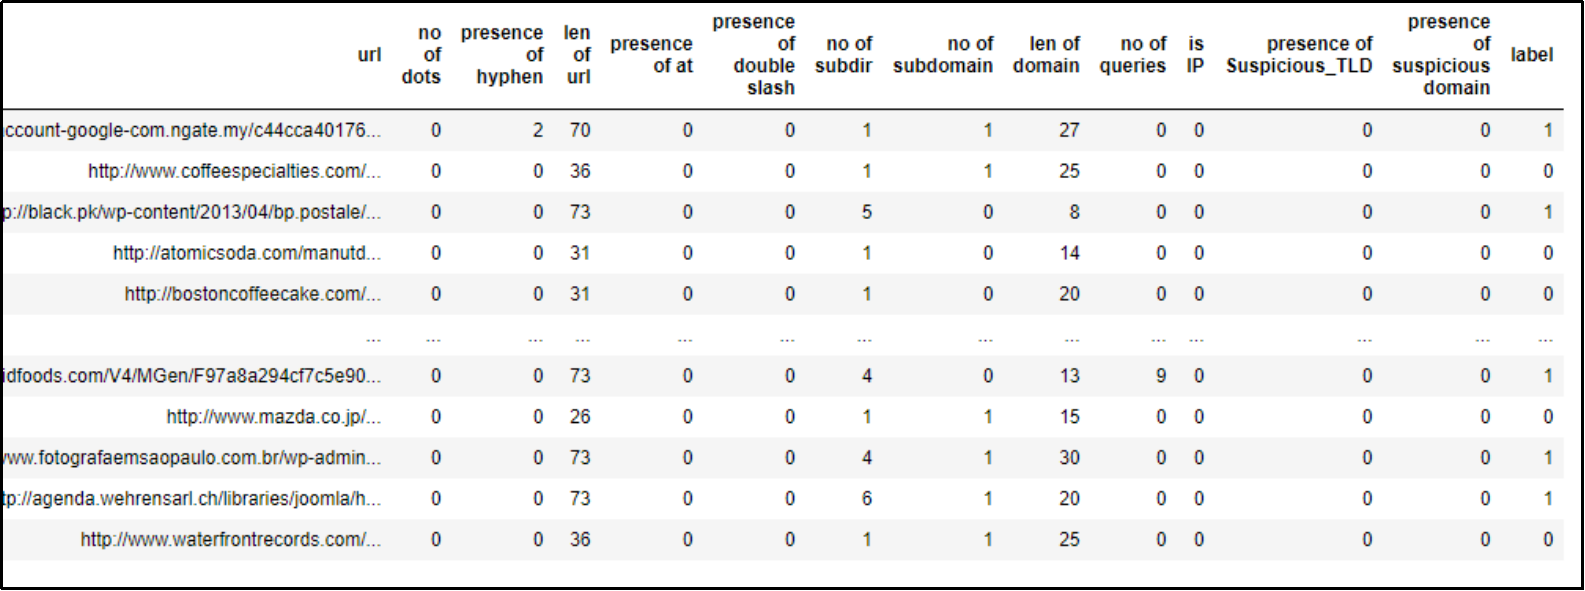 url no of dots presence of hyphen len of url presence of at presence of double slash no of subdir no of subdomain len of domain no of queries is IP presence of Suspicious_TLD presence of suspicious domain label
ccount-google-com.ngate.my/c44cca40176... 0 2 70 0 0 1 1 27 0 0 0 0 1
http://www.coffeespecialties.com/... 0 0 36 0 0 1 1 25 0 0 0 0 0
p://black.pk/wp-content/2013/04/bp.postale/... 0 0 73 0 0 5 0 8 0 0 0 0 1
http://atomicsoda.com/manutd... 0 0 31 0 0 1 0 14 0 0 0 0 0
http://bostoncoffeecake.com/... 0 0 31 0 0 1 0 20 0 0 0 0 0
... ... ... ... ... ... ... ... ... ... ... ... ... ...
idfoods.com/V4/MGen/F97a8a294cf7c5e90... 0 0 73 0 0 4 0 13 9 0 0 0 1
http://www.mazda.co.jp/... 0 0 26 0 0 1 1 15 0 0 0 0 0
ww.fotografaemsaopaulo.com.br/wp-admin... 0 0 73 0 0 4 1 30 0 0 0 0 1
tp://agenda.wehrensarl.ch/libraries/joomla/h... 0 0 73 0 0 6 1 20 0 0 0 0 1
http://www.waterfrontrecords.com/... 0 0 36 0 0 1 1 25 0 0 0 0 0